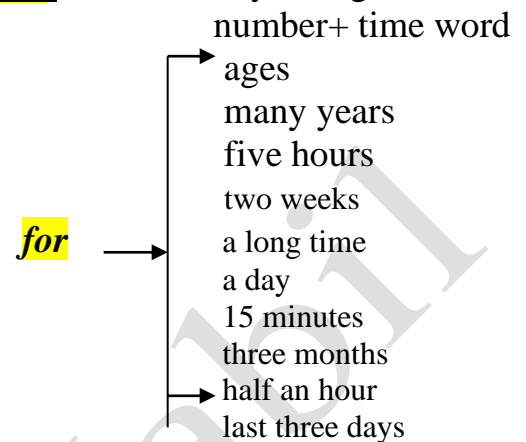 number+ time word
ages
many years
five hours
two weeks
for
a long time
a day
15 minutes
three months
half an hour
last three days